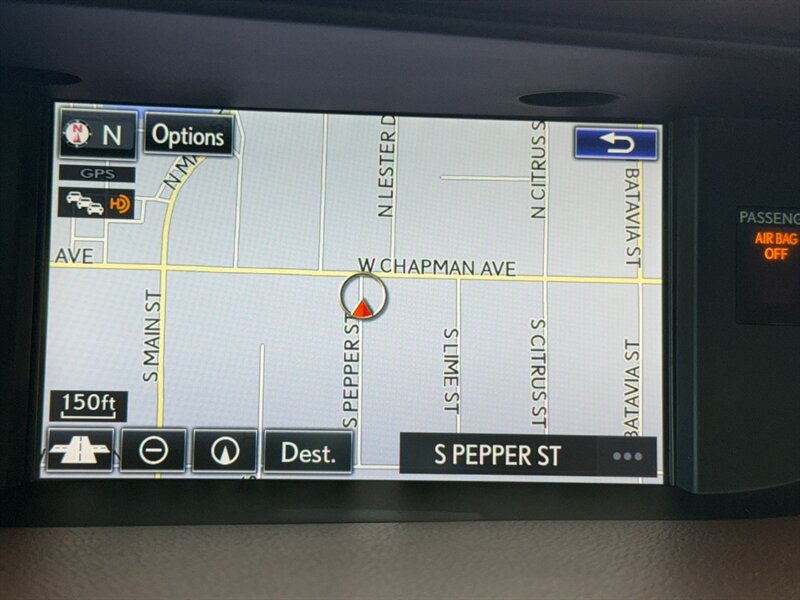 N
N
Options
GPS
HD
N LESTER D
N CITRUS S
BATAVIA ST
N MA
AVE
W CHAPMAN AVE
S MAIN ST
S PEPPER ST
S LIME ST
S CITRUS ST
BATAVIA ST
150ft
Dest.
S PEPPER ST
PASSENG
AIR BAG
OFF